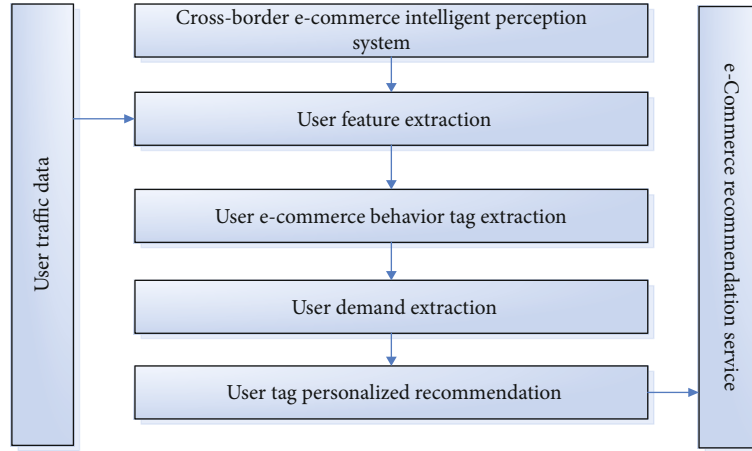 User traffic data
Cross-border e-commerce intelligent perception
system
User feature extraction
User e-commerce behavior tag extraction
User demand extraction
User tag personalized recommendation
e-Commerce recommendation service